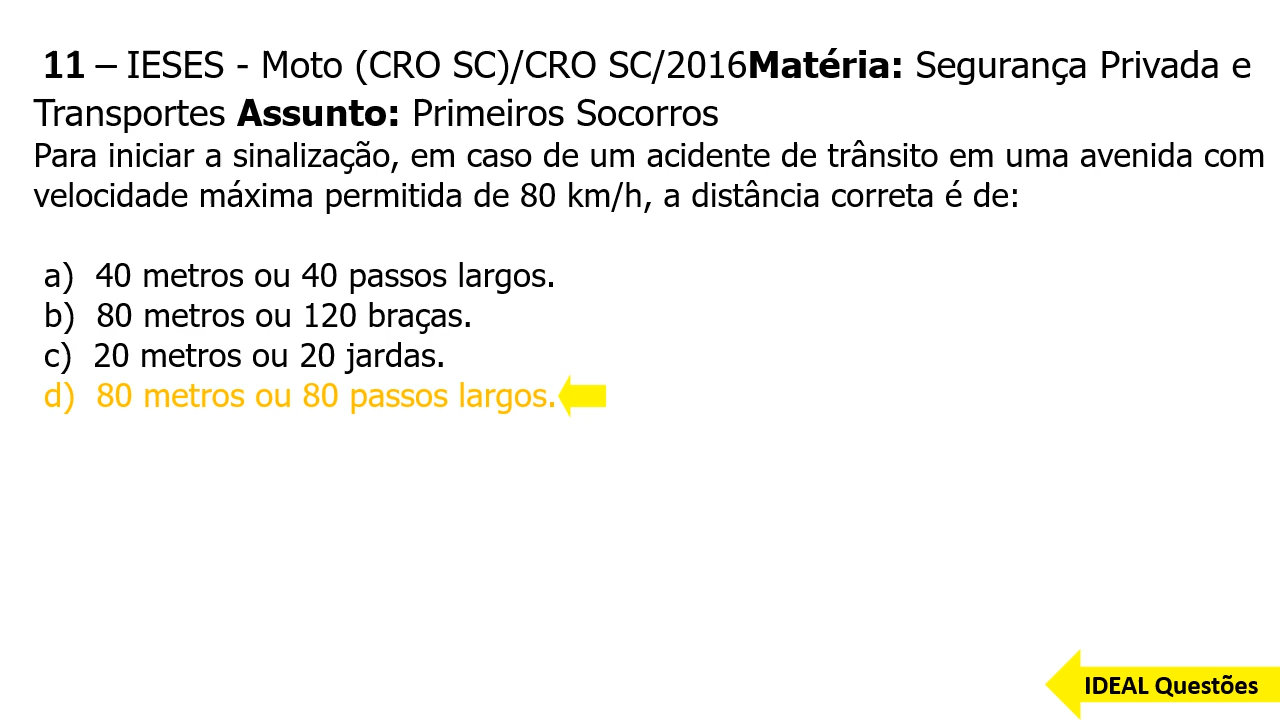 11 – IESES - Moto (CRO SC)/CRO SC/2016Matéria: Segurança Privada e
Transportes Assunto: Primeiros Socorros
Para iniciar a sinalização, em caso de um acidente de trânsito em uma avenida com
velocidade máxima permitida de 80 km/h, a distância correta é de:
a) 40 metros ou 40 passos largos.
b) 80 metros ou 120 braças.
c) 20 metros ou 20 jardas.
d) 80 metros ou 80 passos largos.
IDEAL Questões